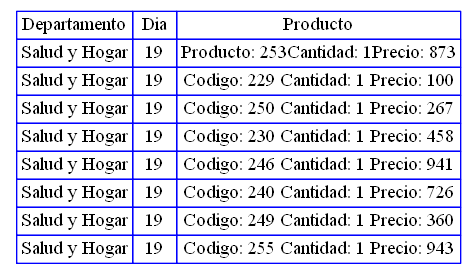 Departamento Dia Producto
Salud y Hogar 19 Producto: 253Cantidad: 1Precio: 873
Salud y Hogar 19 Codigo: 229 Cantidad: 1 Precio: 100
Salud y Hogar 19 Codigo: 250 Cantidad: 1 Precio: 267
Salud y Hogar 19 Codigo: 230 Cantidad: 1 Precio: 458
Salud y Hogar 19 Codigo: 246 Cantidad: 1 Precio: 941
Salud y Hogar 19 Codigo: 240 Cantidad: 1 Precio: 726
Salud y Hogar 19 Codigo: 249 Cantidad: 1 Precio: 360
Salud y Hogar 19 Codigo: 255 Cantidad: 1 Precio: 943